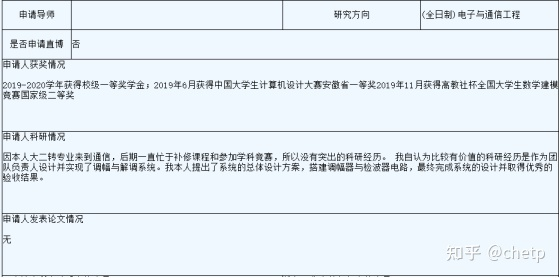 申请导师 研究方向 (全日制)电子与通信工程
是否申请直博 否
申请人获奖情况
2019-2020学年获得校级一等奖学金；2019年6月获得中国大学生计算机设计大赛安徽省一等奖2019年11月获得高教社杯全国大学生数学建模
竞赛国家级二等奖
申请人科研情况
因本人大二转专业来到通信，后期一直忙于补修课程和参加学科竞赛，所以没有突出的科研经历。 我自认为比较有价值的科研经历是作为团
队负责人设计并实现了调幅与解调系统。我本人提出了系统的总体设计方案，搭建调幅器与检波器电路，最终完成系统的设计并取得优秀的
验收结果。
申请人发表论文情况
无
知乎 @chetp